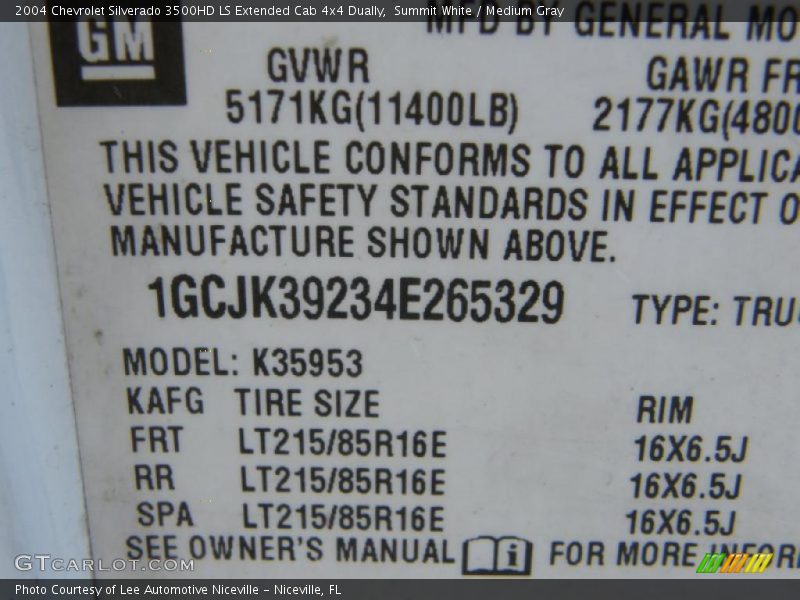 2004 Chevrolet Silverado 3500HD LS Extended Cab 4x4 Dually, Summit White / Medium Gray
MFD BY GENERAL MO
GM
GVWR GAWR FR
5171KG(11400LB) 2177KG(4800
THIS VEHICLE CONFORMS TO ALL APPLICA
VEHICLE SAFETY STANDARDS IN EFFECT O
MANUFACTURE SHOWN ABOVE.
1GCJK39234E265329 TYPE: TRU
MODEL: K35953
KAFG TIRE SIZE RIM
FRT LT215/85R16E 16X6.5J
RR LT215/85R16E 16X6.5J
SPA LT215/85R16E 16X6.5J
SEE OWNER'S MANUAL i FOR MORE INFOR
GTCARLOT.COM
Photo Courtesy of Lee Automotive Niceville – Niceville, FL